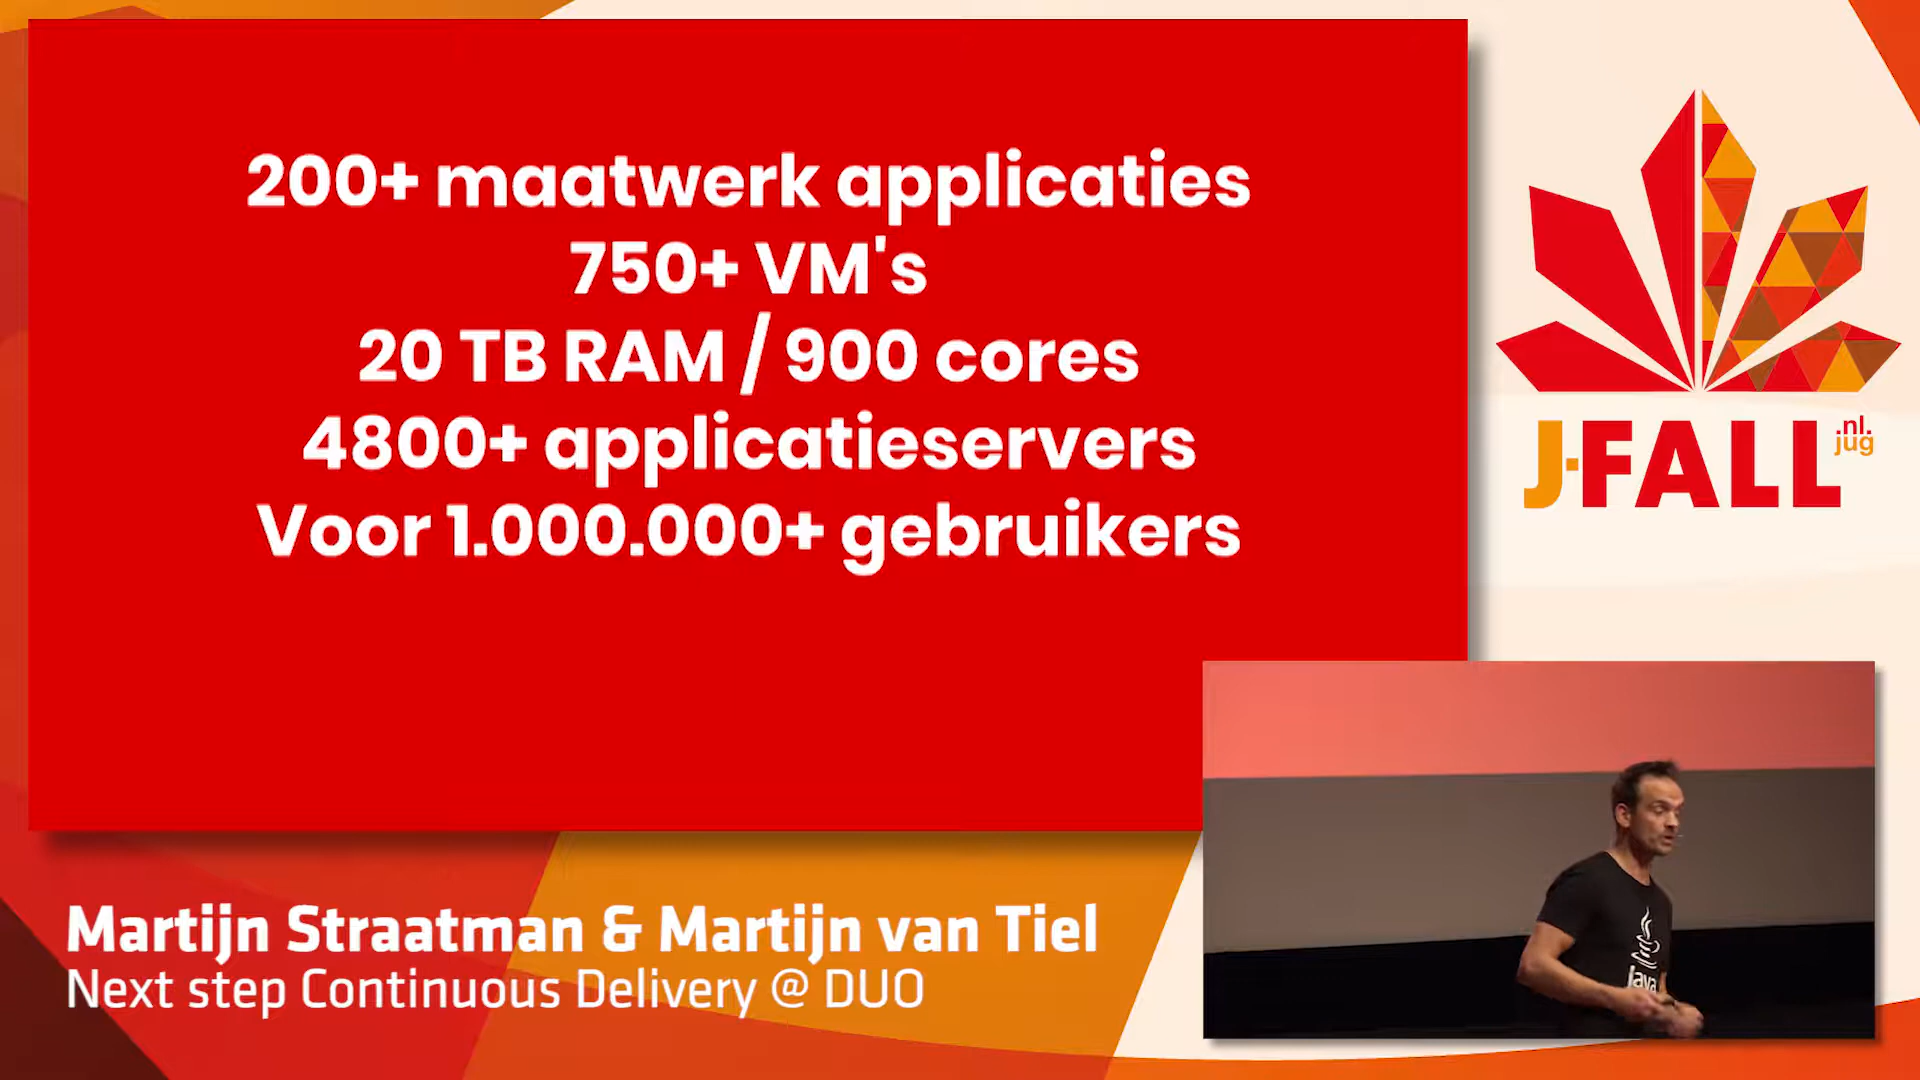 200+ maatwerk applicaties
750+ VM's
20 TB RAM / 900 cores
4800+ applicatieservers
Voor 1.000.000+ gebruikers
J-FALL
.nl.
jug
Martijn Straatman & Martijn van Tiel
Next step Continuous Delivery @ DUO
Java